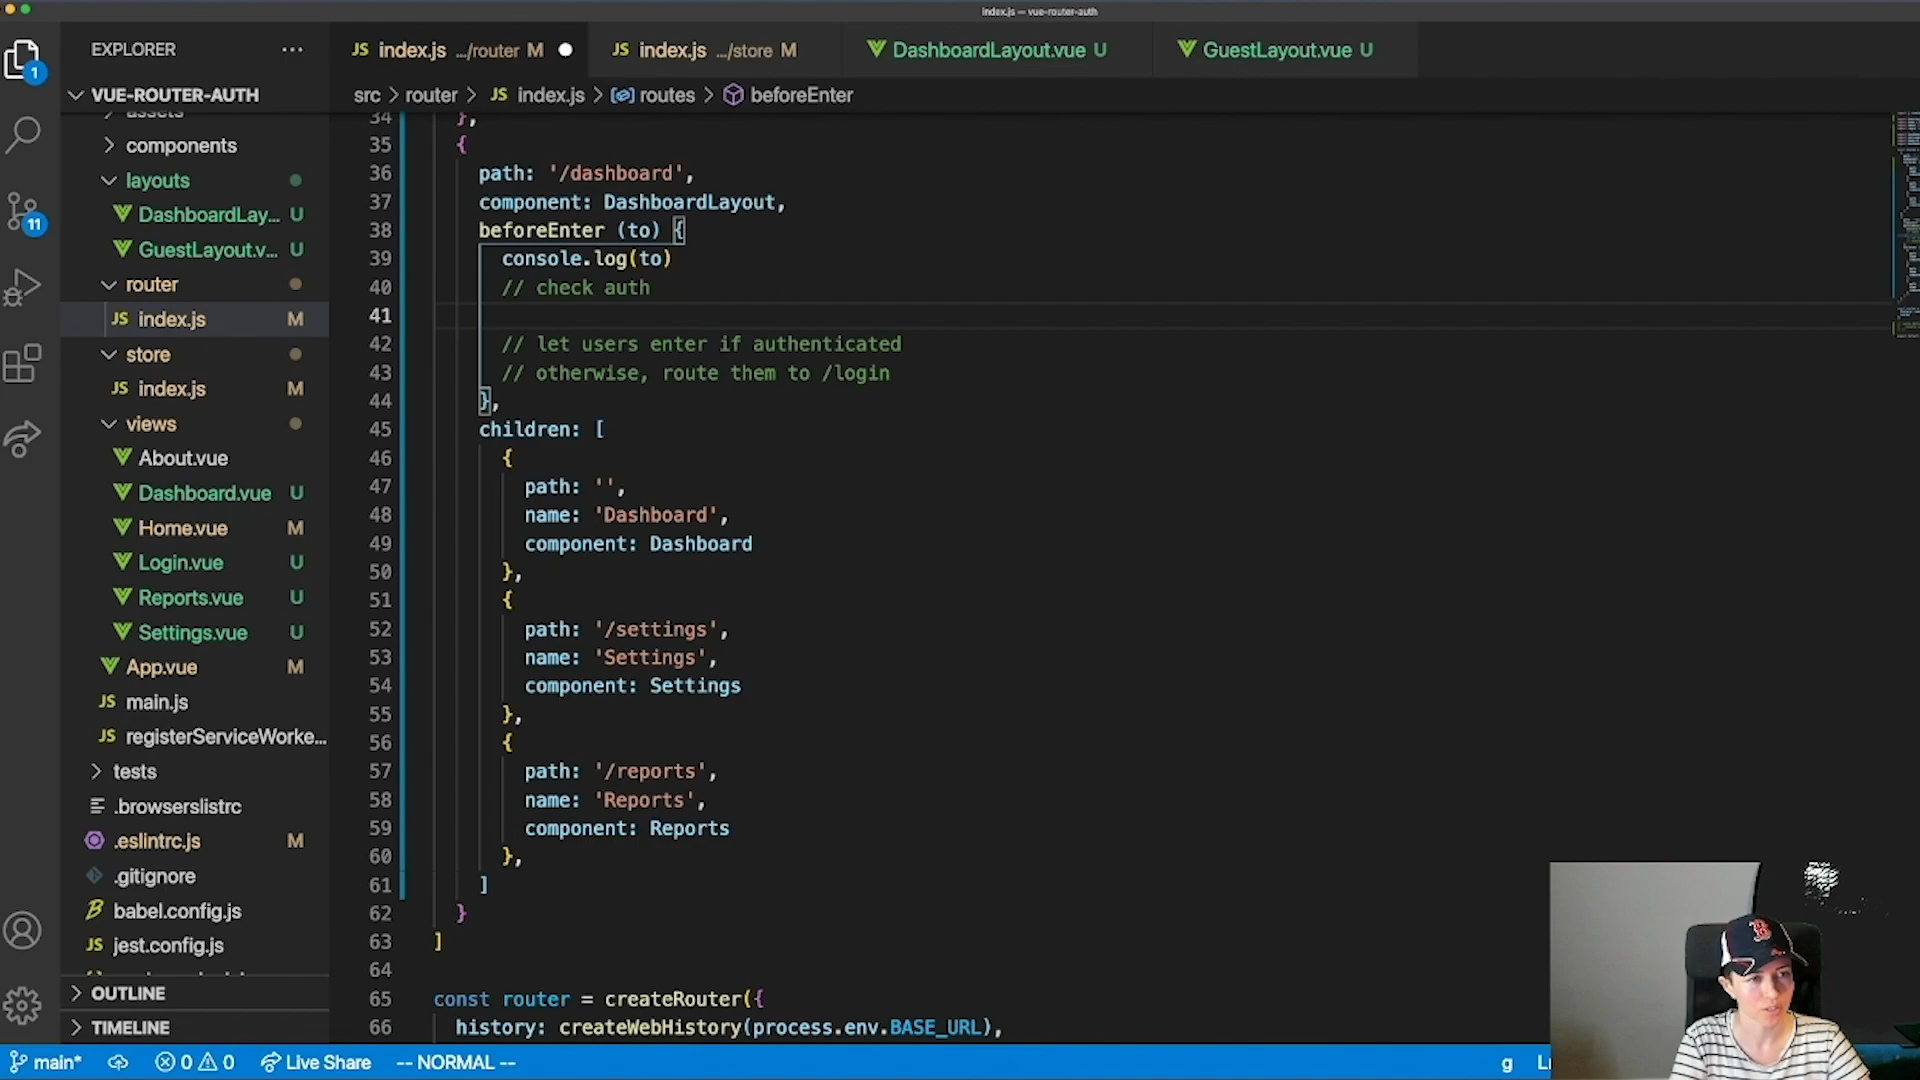 index.js — vue-router-auth
EXPLORER ...
JS index.js .../router M
JS index.js .../store M
DashboardLayout.vue U
GuestLayout.vue U
VUE-ROUTER-AUTH
src > router > JS index.js > routes > beforeEnter
assets
components
layouts
DashboardLay... U
GuestLayout.v... U
router
JS index.js M
store
JS index.js M
views
About.vue
Dashboard.vue U
Home.vue M
Login.vue U
Reports.vue U
Settings.vue U
App.vue M
JS main.js
JS registerServiceWorke...
tests
.browserslistrc
.eslintrc.js M
.gitignore
babel.config.js
JS jest.config.js
OUTLINE
TIMELINE
1
11
34 },
35 {
36 path: '/dashboard',
37 component: DashboardLayout,
38 beforeEnter (to) {
39 console.log(to)
40 // check auth
41
42 // let users enter if authenticated
43 // otherwise, route them to /login
44 },
45 children: [
46 {
47 path: '',
48 name: 'Dashboard',
49 component: Dashboard
50 },
51 {
52 path: '/settings',
53 name: 'Settings',
54 component: Settings
55 },
56 {
57 path: '/reports',
58 name: 'Reports',
59 component: Reports
60 },
61 ]
62 }
63 ]
64
65 const router = createRouter({
66 history: createWebHistory(process.env.BASE_URL),
main* 0 0 Live Share -- NORMAL -- g